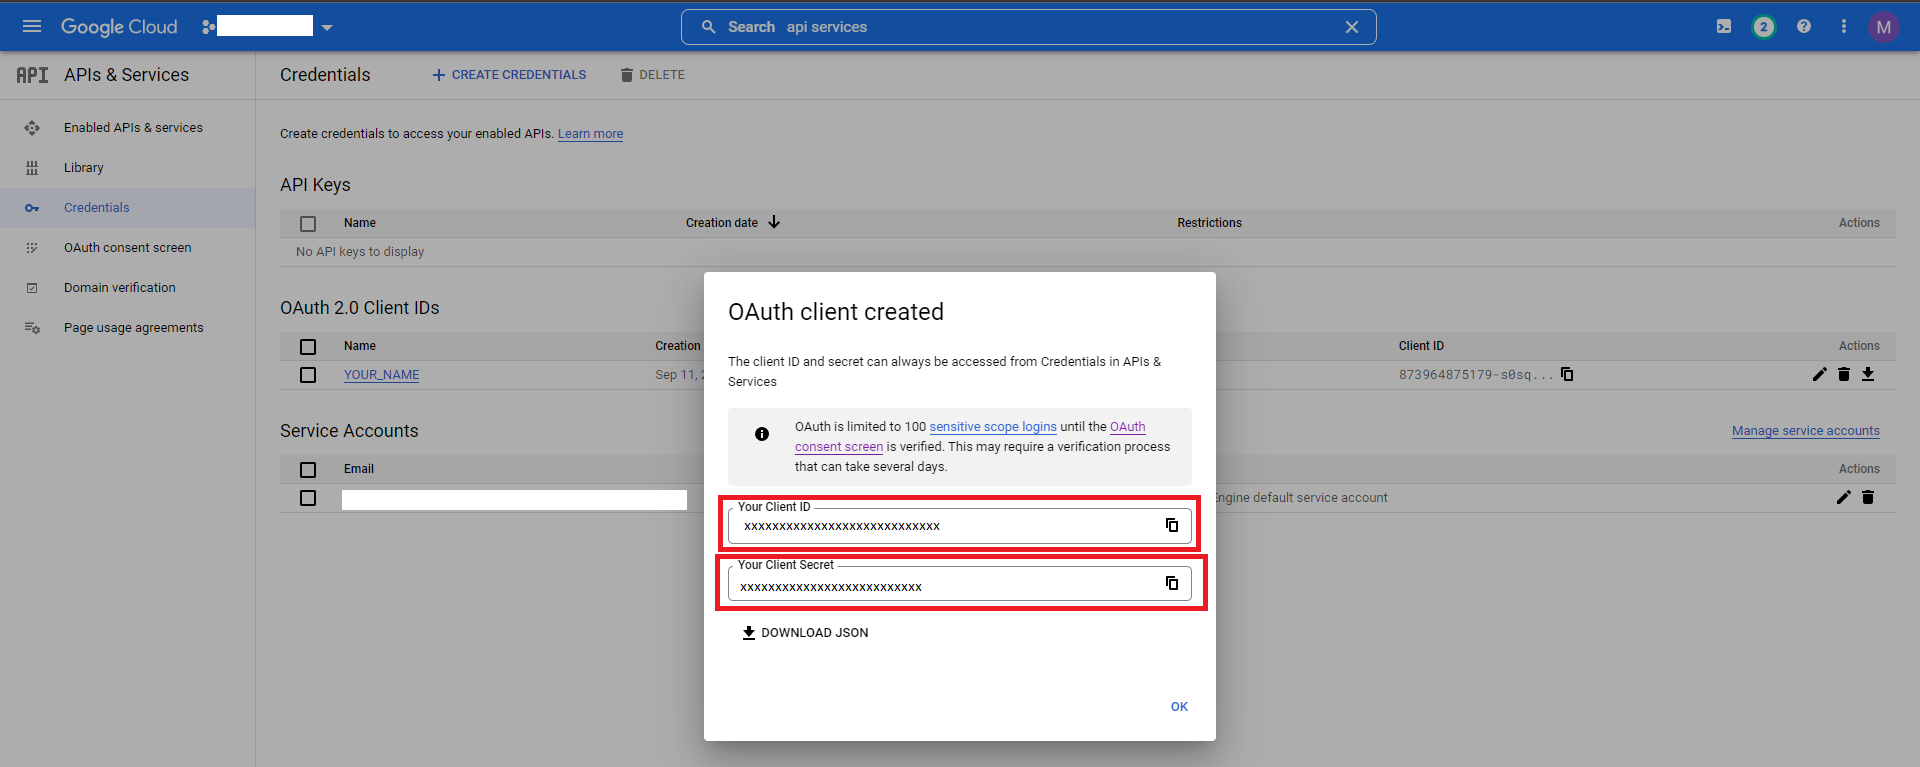 Google Cloud
Search api services
2
M
API APIs & Services
Credentials
CREATE CREDENTIALS
DELETE
Enabled APIs & services
Library
Credentials
OAuth consent screen
Domain verification
Page usage agreements
Create credentials to access your enabled APIs. Learn more
API Keys
Name Creation date Restrictions Actions
No API keys to display
OAuth 2.0 Client IDs
Name Creation Client ID Actions
YOUR_NAME Sep 11, 873964875179-s0sq...
Service Accounts
Manage service accounts
Email Actions
Engine default service account
OAuth client created
The client ID and secret can always be accessed from Credentials in APIs &
Services
OAuth is limited to 100 sensitive scope logins until the OAuth
consent screen is verified. This may require a verification process
that can take several days.
Your Client ID
xxxxxxxxxxxxxxxxxxxxxxxxxxxx
Your Client Secret
xxxxxxxxxxxxxxxxxxxxxxxxxx
DOWNLOAD JSON
OK